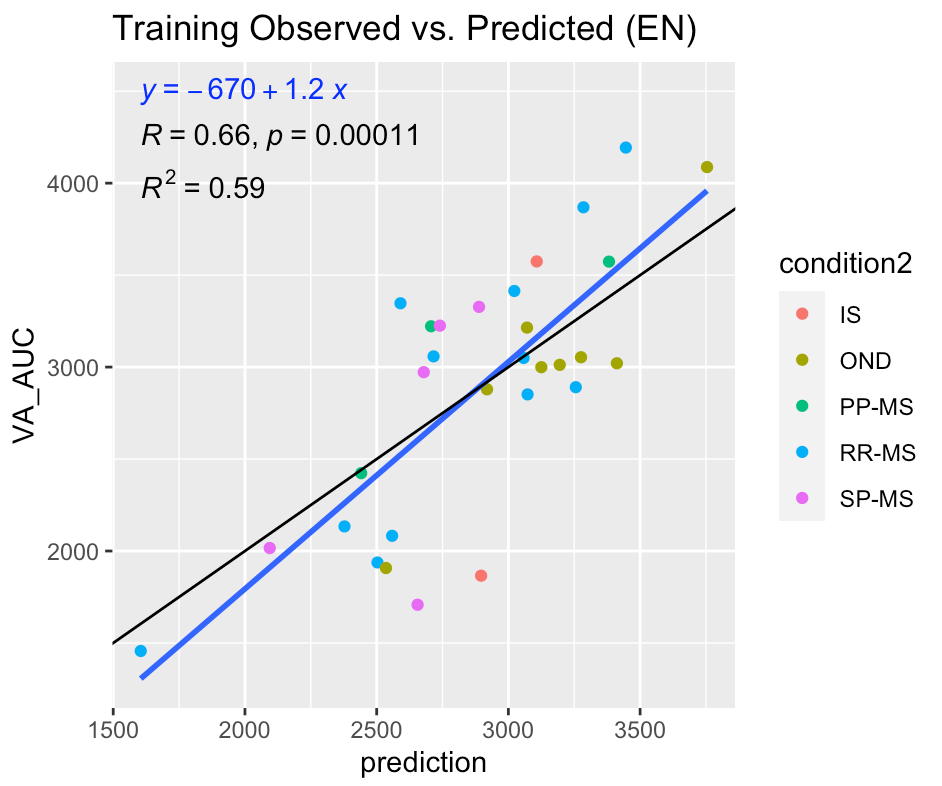 Training Observed vs. Predicted (EN)
y = −670 + 1.2 x
R = 0.66, p = 0.00011
R² = 0.59
4000
3000
2000
VA_AUC
1500 2000 2500 3000 3500
prediction
condition2
IS
OND
PP-MS
RR-MS
SP-MS